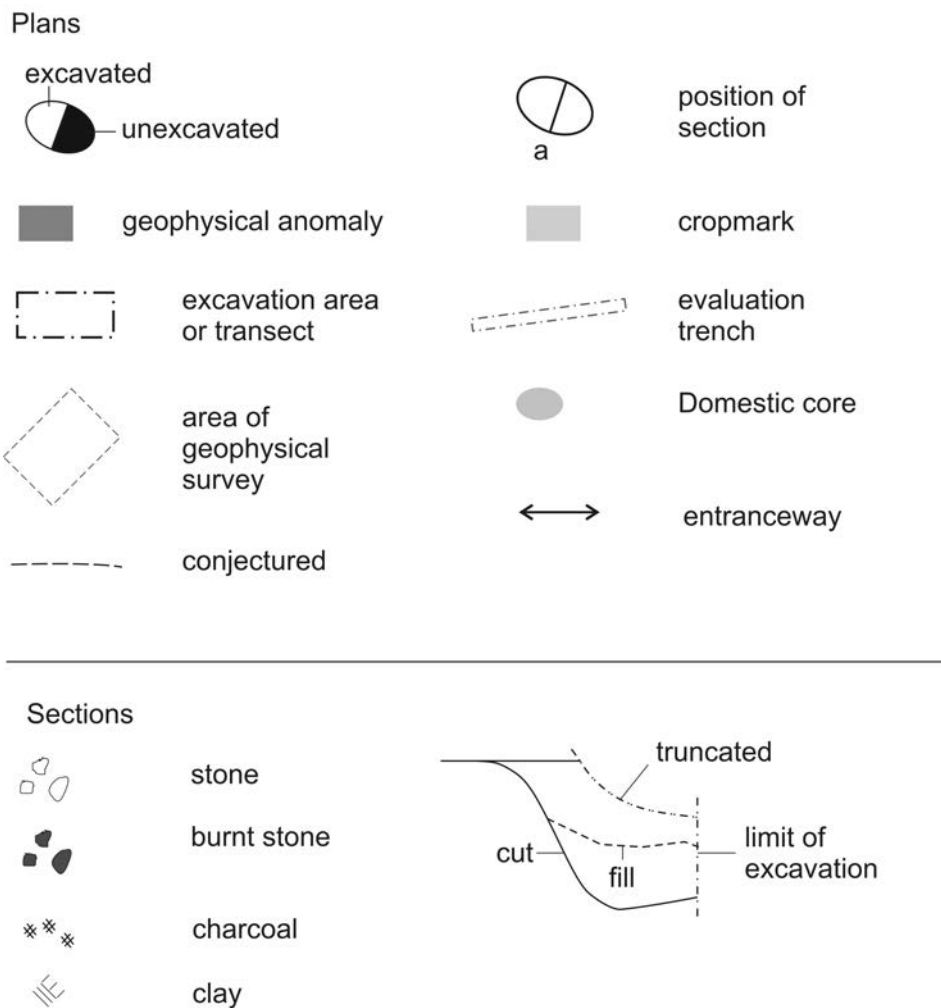 Plans
excavated
unexcavated
a
position of
section
geophysical anomaly
cropmark
excavation area
or transect
evaluation
trench
area of
geophysical
survey
Domestic core
entranceway
conjectured
Sections
stone
burnt stone
charcoal
clay
truncated
cut
fill
limit of
excavation